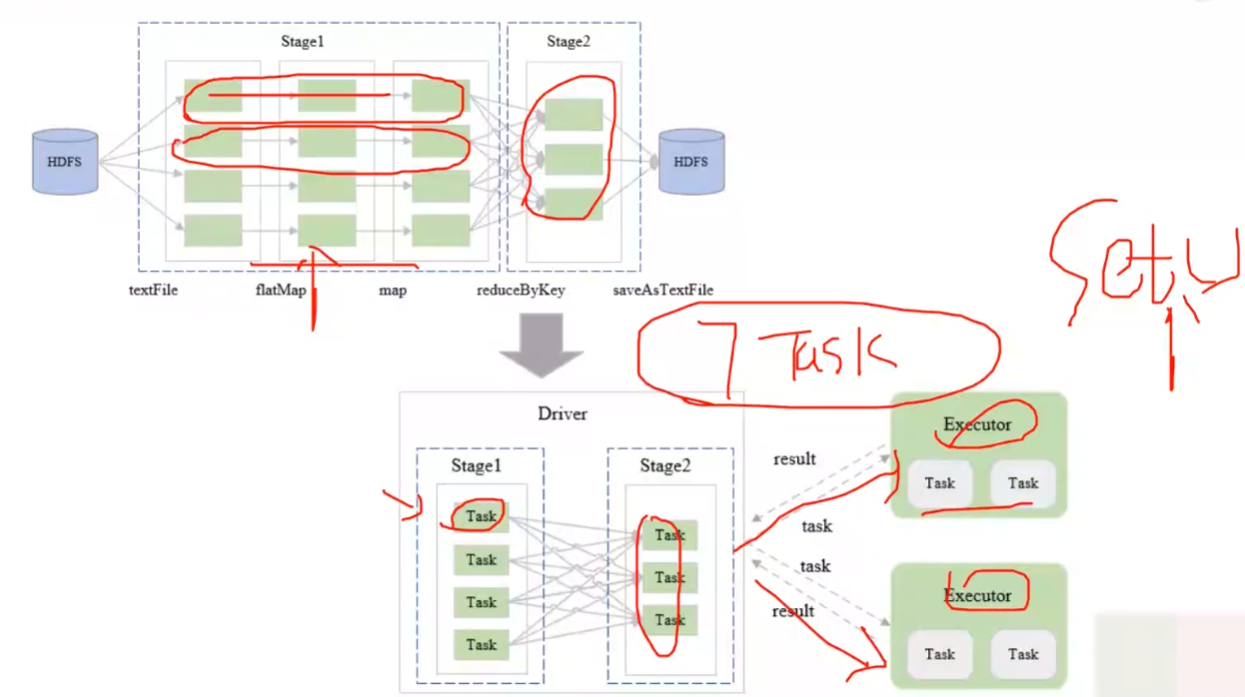 Stage1
Stage2
HDFS
HDFS
textFile
flatMap
map
reduceByKey
saveAsTextFile
Setu
7 Task
Driver
Stage1
Stage2
Task
Task
Task
Task
Task
Task
Task
result
task
task
result
Executor
Task
Task
Executor
Task
Task